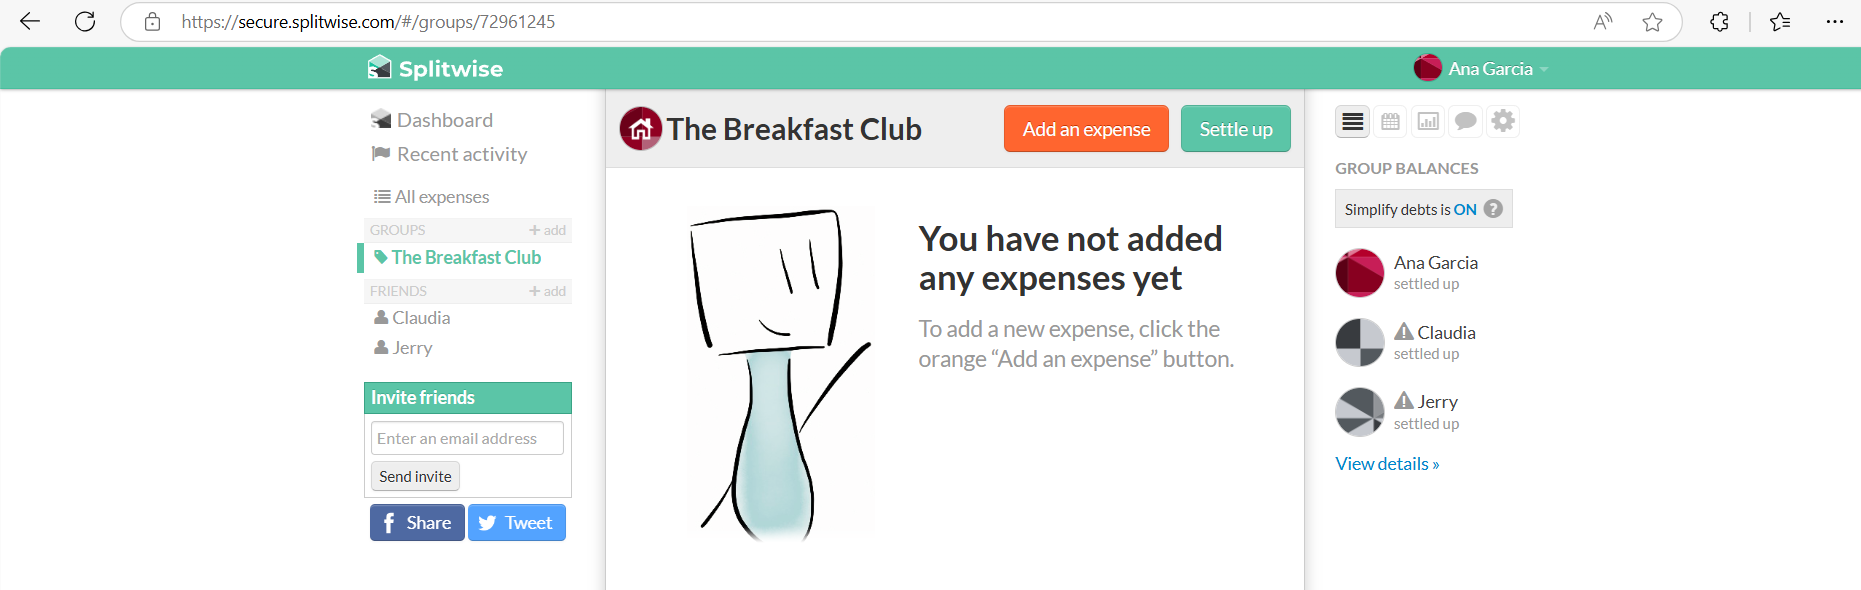 https://secure.splitwise.com/#/groups/72961245
Splitwise
Ana Garcia
Dashboard
Recent activity
All expenses
GROUPS + add
The Breakfast Club
FRIENDS + add
Claudia
Jerry
Invite friends
Enter an email address
Send invite
Share Tweet
The Breakfast Club
Add an expense Settle up
You have not added
any expenses yet
To add a new expense, click the
orange “Add an expense” button.
GROUP BALANCES
Simplify debts is ON ?
Ana Garcia
settled up
Claudia
settled up
Jerry
settled up
View details »